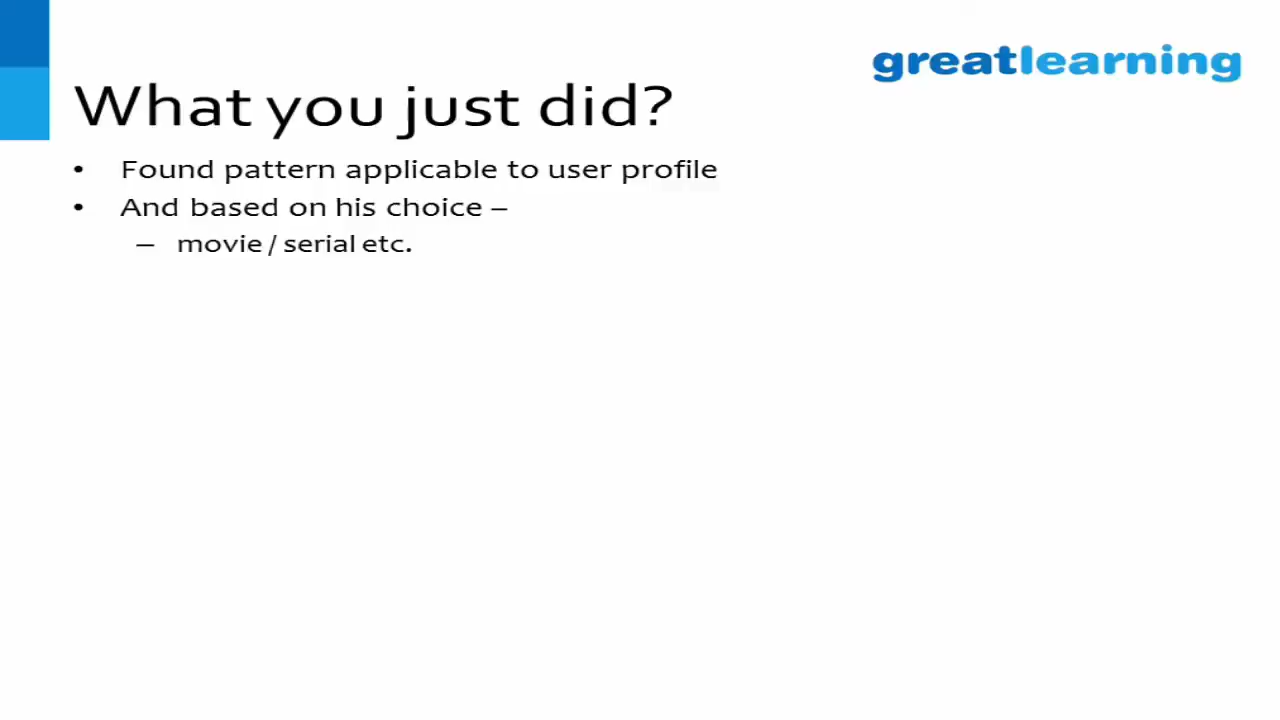 greatlearning
What you just did?
• Found pattern applicable to user profile
• And based on his choice –
– movie / serial etc.